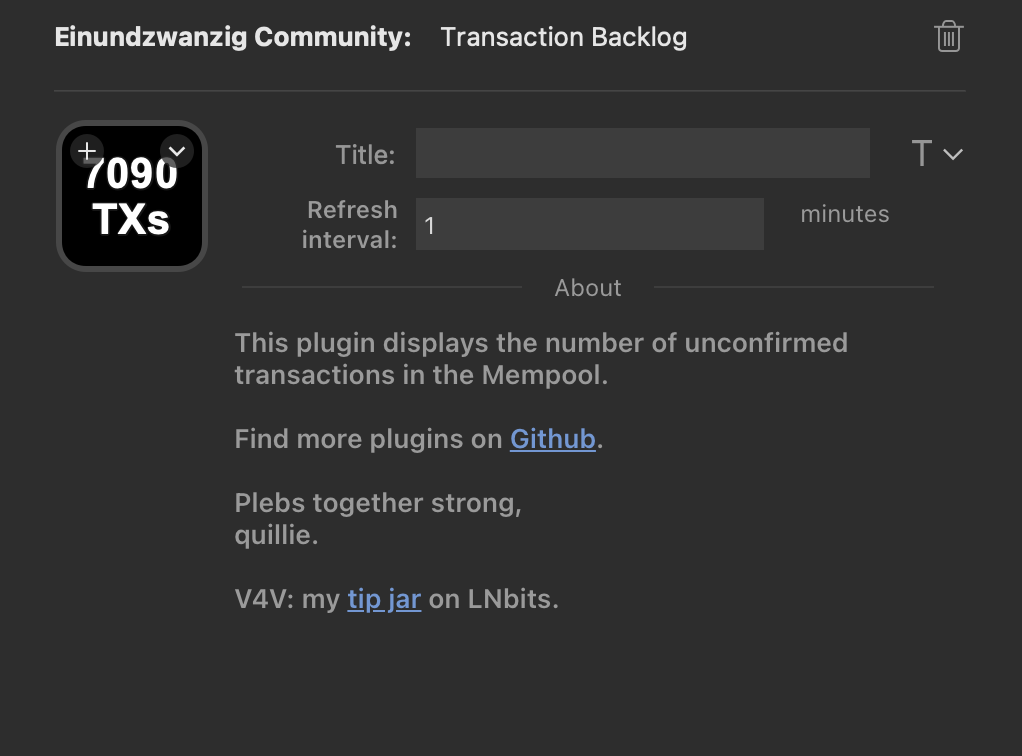 Einundzwanzig Community: Transaction Backlog
7090
TXs
Title:
T
Refresh
interval:
1
minutes
About
This plugin displays the number of unconfirmed
transactions in the Mempool.
Find more plugins on Github.
Plebs together strong,
quillie.
V4V: my tip jar on LNbits.